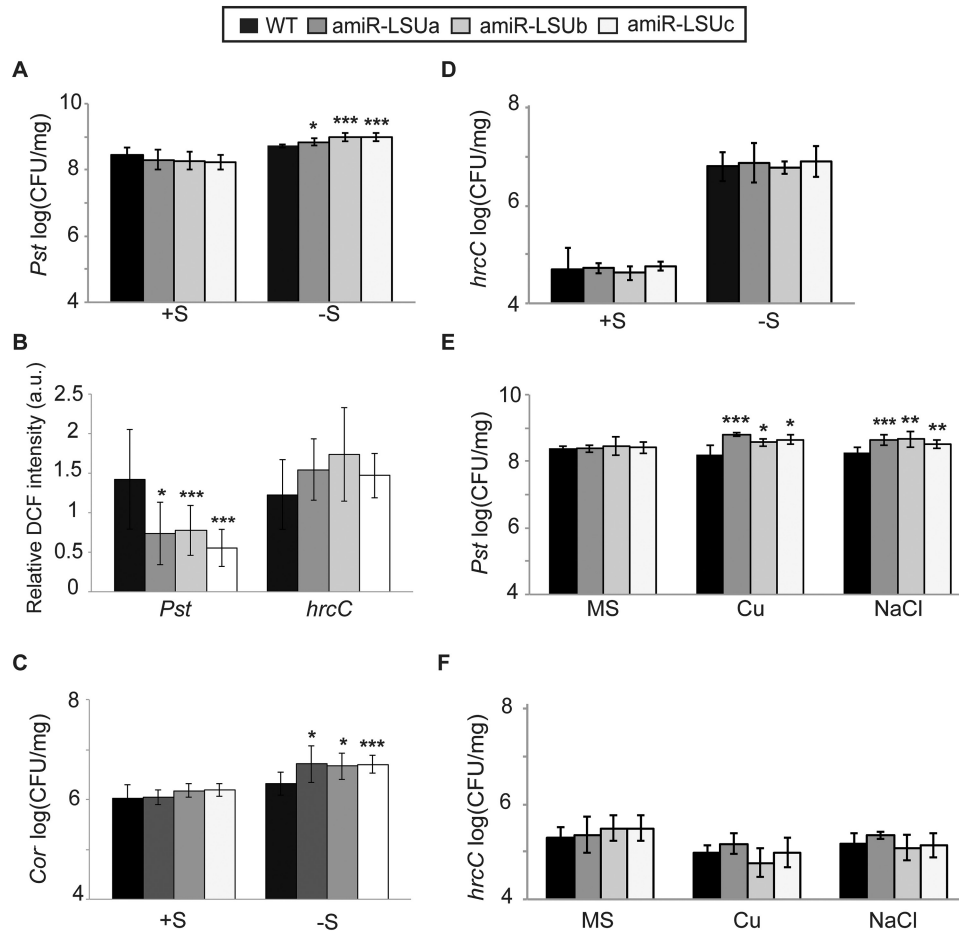 WT amiR-LSUa amiR-LSUb amiR-LSUc
A
Pst log(CFU/mg)
10
8
6
4
* *** ***
+S -S
D
hrcC log(CFU/mg)
8
6
4
+S -S
B
Relative DCF intensity (a.u.)
2.5
2
1.5
1
0.5
0
* *** ***
Pst hrcC
E
Pst log(CFU/mg)
10
8
6
4
*** * * *** ** **
MS Cu NaCl
C
Cor- log(CFU/mg)
8
6
4
* * ***
+S -S
F
hrcC log(CFU/mg)
8
6
4
MS Cu NaCl